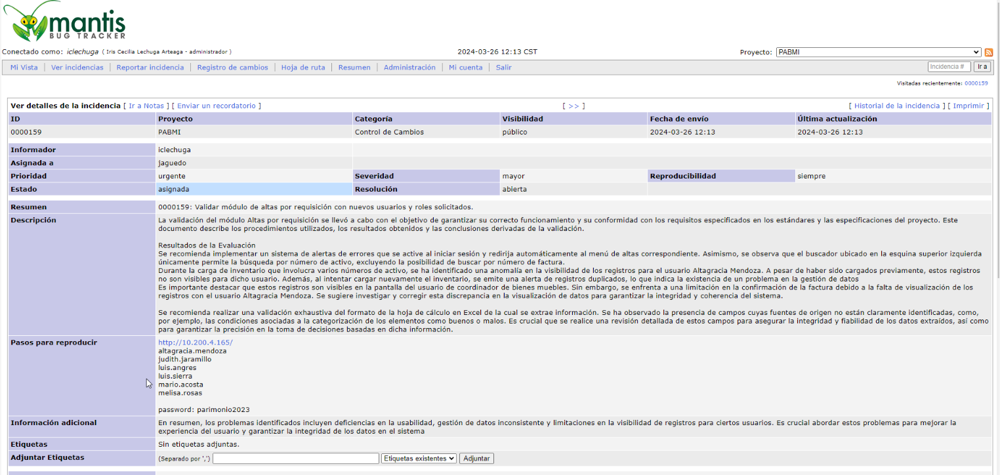 mantis
BUG TRACKER
Conectado como: iclechuga ( Iris Cecilia Lechuga Arteaga - administrador )
2024-03-26 12:13 CST
Proyecto: PABMI
Mi Vista | Ver incidencias | Reportar incidencia | Registro de cambios | Hoja de ruta | Resumen | Administración | Mi cuenta | Salir
Incidencia # Ir a
Visitadas recientemente: 0000159
Ver detalles de la incidencia [ Ir a Notas ] [ Enviar un recordatorio ]
[ >> ]
[ Historial de la incidencia ] [ Imprimir ]
ID Proyecto Categoría Visibilidad Fecha de envío Última actualización
0000159 PABMI Control de Cambios público 2024-03-26 12:13 2024-03-26 12:13
Informador iclechuga
Asignada a jaguedo
Prioridad urgente Severidad mayor Reproducibilidad siempre
Estado asignada Resolución abierta
Resumen 0000159: Validar módulo de altas por requisición con nuevos usuarios y roles solicitados.
Descripción La validación del módulo Altas por requisición se llevó a cabo con el objetivo de garantizar su correcto funcionamiento y su conformidad con los requisitos especificados en los estándares y las especificaciones del proyecto. Este
documento describe los procedimientos utilizados, los resultados obtenidos y las conclusiones derivadas de la validación.
Resultados de la Evaluación
Se recomienda implementar un sistema de alertas de errores que se active al iniciar sesión y redirija automáticamente al menú de altas correspondiente. Asimismo, se observa que el buscador ubicado en la esquina superior izquierda
únicamente permite la búsqueda por número de activo, excluyendo la posibilidad de buscar por número de factura.
Durante la carga de inventario que involucra varios números de activo, se ha identificado una anomalía en la visibilidad de los registros para el usuario Altagracia Mendoza. A pesar de haber sido cargados previamente, estos registros
no son visibles para dicho usuario. Además, al intentar cargar nuevamente el inventario, se emite una alerta de registros duplicados, lo que indica la existencia de un problema en la gestión de datos
Es importante destacar que estos registros son visibles en la pantalla del usuario de coordinador de bienes muebles. Sin embargo, se enfrenta a una limitación en la confirmación de la factura debido a la falta de visualización de los
registros con el usuario Altagracia Mendoza. Se sugiere investigar y corregir esta discrepancia en la visualización de datos para garantizar la integridad y coherencia del sistema.
Se recomienda realizar una validación exhaustiva del formato de la hoja de cálculo en Excel de la cual se extrae información. Se ha observado la presencia de campos cuyas fuentes de origen no están claramente identificadas, como,
por ejemplo, las condiciones asociadas a la categorización de los elementos como buenos o malos. Es crucial que se realice una revisión detallada de estos campos para asegurar la integridad y fiabilidad de los datos extraídos, así como
para garantizar la precisión en la toma de decisiones basadas en dicha información.
Pasos para reproducir http://10.200.4.165/
altagracia.mendoza
judith.jaramillo
luis.angres
luis.sierra
mario.acosta
melisa.rosas
password: parimonio2023
Información adicional En resumen, los problemas identificados incluyen deficiencias en la usabilidad, gestión de datos inconsistente y limitaciones en la visibilidad de registros para ciertos usuarios. Es crucial abordar estos problemas para mejorar la
experiencia del usuario y garantizar la integridad de los datos en el sistema
Etiquetas Sin etiquetas adjuntas.
Adjuntar Etiquetas (Separado por ',') Etiquetas existentes Adjuntar